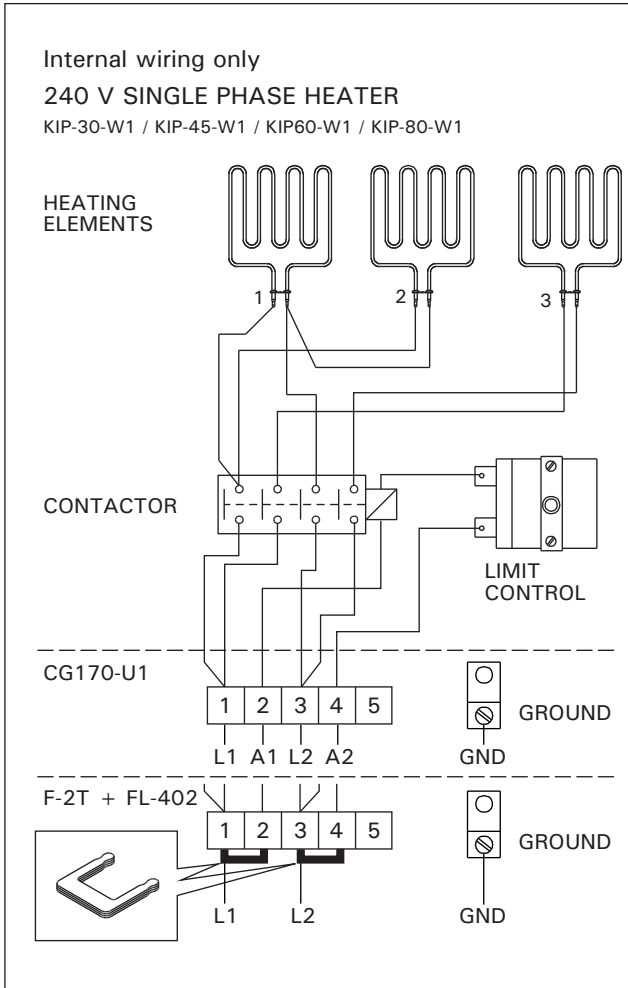 Internal wiring only
240 V SINGLE PHASE HEATER
KIP-30-W1 / KIP-45-W1 / KIP60-W1 / KIP-80-W1
HEATING
ELEMENTS
1
2
3
CONTACTOR
LIMIT
CONTROL
CG170-U1
1 2 3 4 5
GROUND
L1 A1 L2 A2
GND
F-2T + FL-402
1 2 3 4 5
GROUND
L1 L2
GND